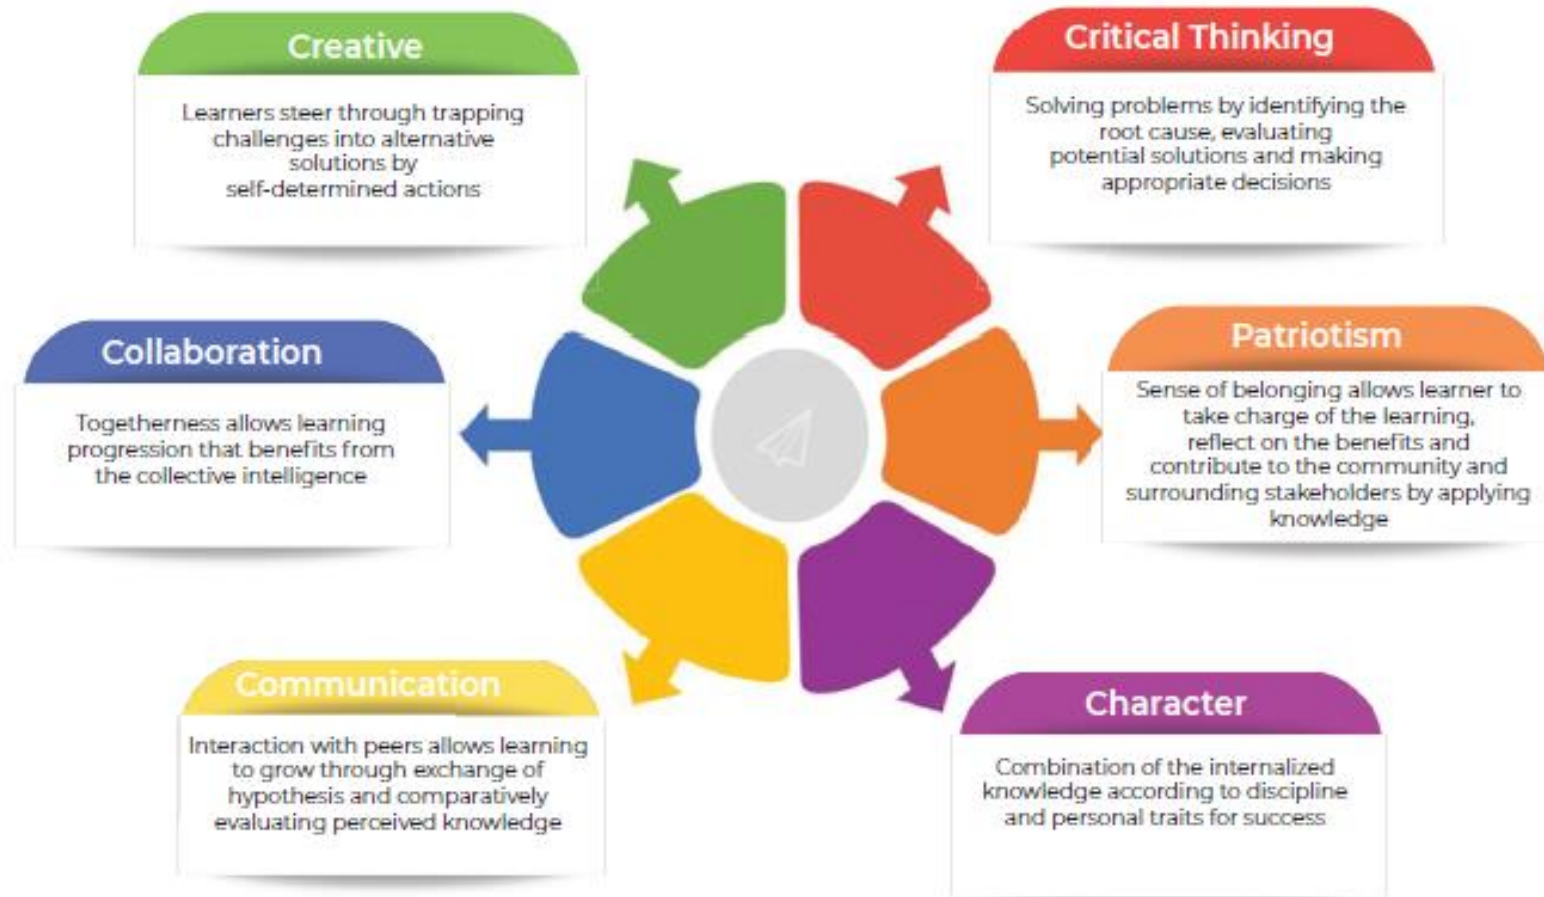 Creative
Learners steer through trapping
challenges into alternative
solutions by
self-determined actions
Critical Thinking
Solving problems by identifying the
root cause, evaluating
potential solutions and making
appropriate decisions
Collaboration
Togetherness allows learning
progression that benefits from
the collective intelligence
Patriotism
Sense of belonging allows learner to
take charge of the learning,
reflect on the benefits and
contribute to the community and
surrounding stakeholders by applying
knowledge
Communication
Interaction with peers allows learning
to grow through exchange of
hypothesis and comparatively
evaluating perceived knowledge
Character
Combination of the internalized
knowledge according to discipline
and personal traits for success